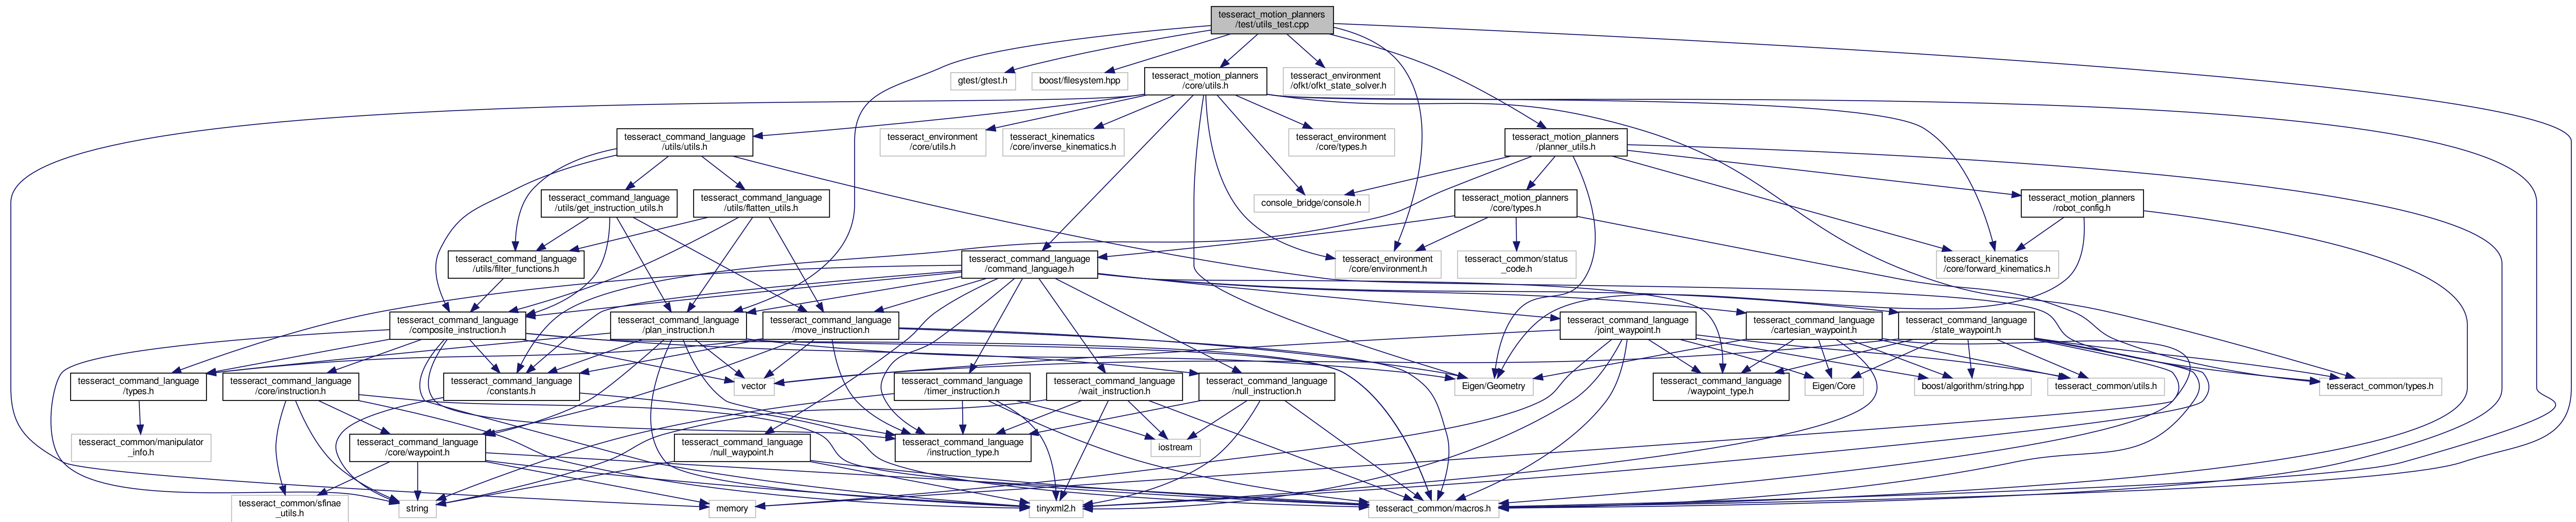 tesseract_motion_planners
/test/utils_test.cpp
gtest/gtest.h
boost/filesystem.hpp
tesseract_motion_planners
/core/utils.h
tesseract_environment
/ofkt/ofkt_state_solver.h
tesseract_command_language
/utils/utils.h
tesseract_environment
/core/utils.h
tesseract_kinematics
/core/inverse_kinematics.h
tesseract_environment
/core/types.h
tesseract_motion_planners
/planner_utils.h
tesseract_command_language
/utils/get_instruction_utils.h
tesseract_command_language
/utils/flatten_utils.h
console_bridge/console.h
tesseract_motion_planners
/core/types.h
tesseract_motion_planners
/robot_config.h
tesseract_command_language
/utils/filter_functions.h
tesseract_command_language
/command_language.h
tesseract_environment
/core/environment.h
tesseract_common/status
_code.h
tesseract_kinematics
/core/forward_kinematics.h
tesseract_command_language
/composite_instruction.h
tesseract_command_language
/plan_instruction.h
tesseract_command_language
/move_instruction.h
tesseract_command_language
/joint_waypoint.h
tesseract_command_language
/cartesian_waypoint.h
tesseract_command_language
/state_waypoint.h
tesseract_command_language
/types.h
tesseract_command_language
/core/instruction.h
tesseract_command_language
/constants.h
vector
tesseract_command_language
/timer_instruction.h
tesseract_command_language
/wait_instruction.h
tesseract_command_language
/null_instruction.h
Eigen/Geometry
tesseract_command_language
/waypoint_type.h
Eigen/Core
boost/algorithm/string.hpp
tesseract_common/utils.h
tesseract_common/types.h
tesseract_common/manipulator
_info.h
tesseract_command_language
/core/waypoint.h
tesseract_command_language
/null_waypoint.h
tesseract_command_language
/instruction_type.h
iostream
tesseract_common/sfinae
_utils.h
string
memory
tinyxml2.h
tesseract_common/macros.h